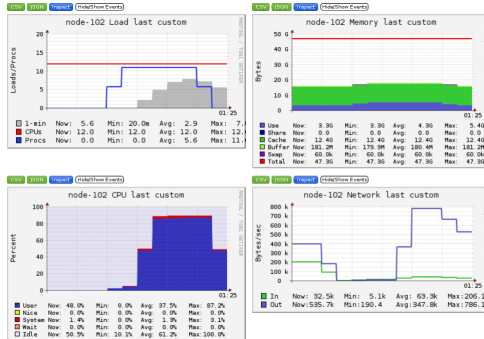 CSV JSON Inspect Hide/Show Events
node-102 Load last custom
Loads/Procs
20
15
10
5
0
01:25
1-min Now: 5.6 Min: 20.0m Avg: 2.9 Max: 7.
CPUs Now: 12.0 Min: 12.0 Avg: 12.0 Max: 12.
Procs Now: 0.0 Min: 0.0 Avg: 5.6 Max: 11.
CSV JSON Inspect Hide/Show Events
node-102 Memory last custom
Bytes
50 G
40 G
30 G
20 G
10 G
0
01:25
Use Now: 3.3G Min: 3.3G Avg: 4.3G Max: 5.4G
Share Now: 0.0 Min: 0.0 Avg: 0.0 Max: 0.0
Cache Now: 12.4G Min: 12.4G Avg: 12.4G Max: 12.4G
Buffer Now: 181.2M Min: 179.9M Avg: 180.4M Max: 181.2M
Swap Now: 60.0k Min: 60.0k Avg: 60.0k Max: 60.0k
Total Now: 47.3G Min: 47.3G Avg: 47.3G Max: 47.3G
CSV JSON Inspect Hide/Show Events
node-102 CPU last custom
Percent
100
80
60
40
20
0
01:25
User Now: 48.0% Min: 0.0% Avg: 37.5% Max: 87.2%
Nice Now: 0.0% Min: 0.0% Avg: 0.0% Max: 0.0%
System Now: 1.4% Min: 0.0% Avg: 1.3% Max: 3.1%
Wait Now: 0.0% Min: 0.0% Avg: 0.0% Max: 0.0%
Idle Now: 50.5% Min: 10.1% Avg: 61.2% Max:100.0%
CSV JSON Inspect Hide/Show Events
node-102 Network last custom
Bytes/sec
800 k
700 k
600 k
500 k
400 k
300 k
200 k
100 k
0
01:25
In Now: 32.5k Min: 5.1k Avg: 63.3k Max:206.1
Out Now:535.7k Min:190.4 Avg:347.8k Max:786.1